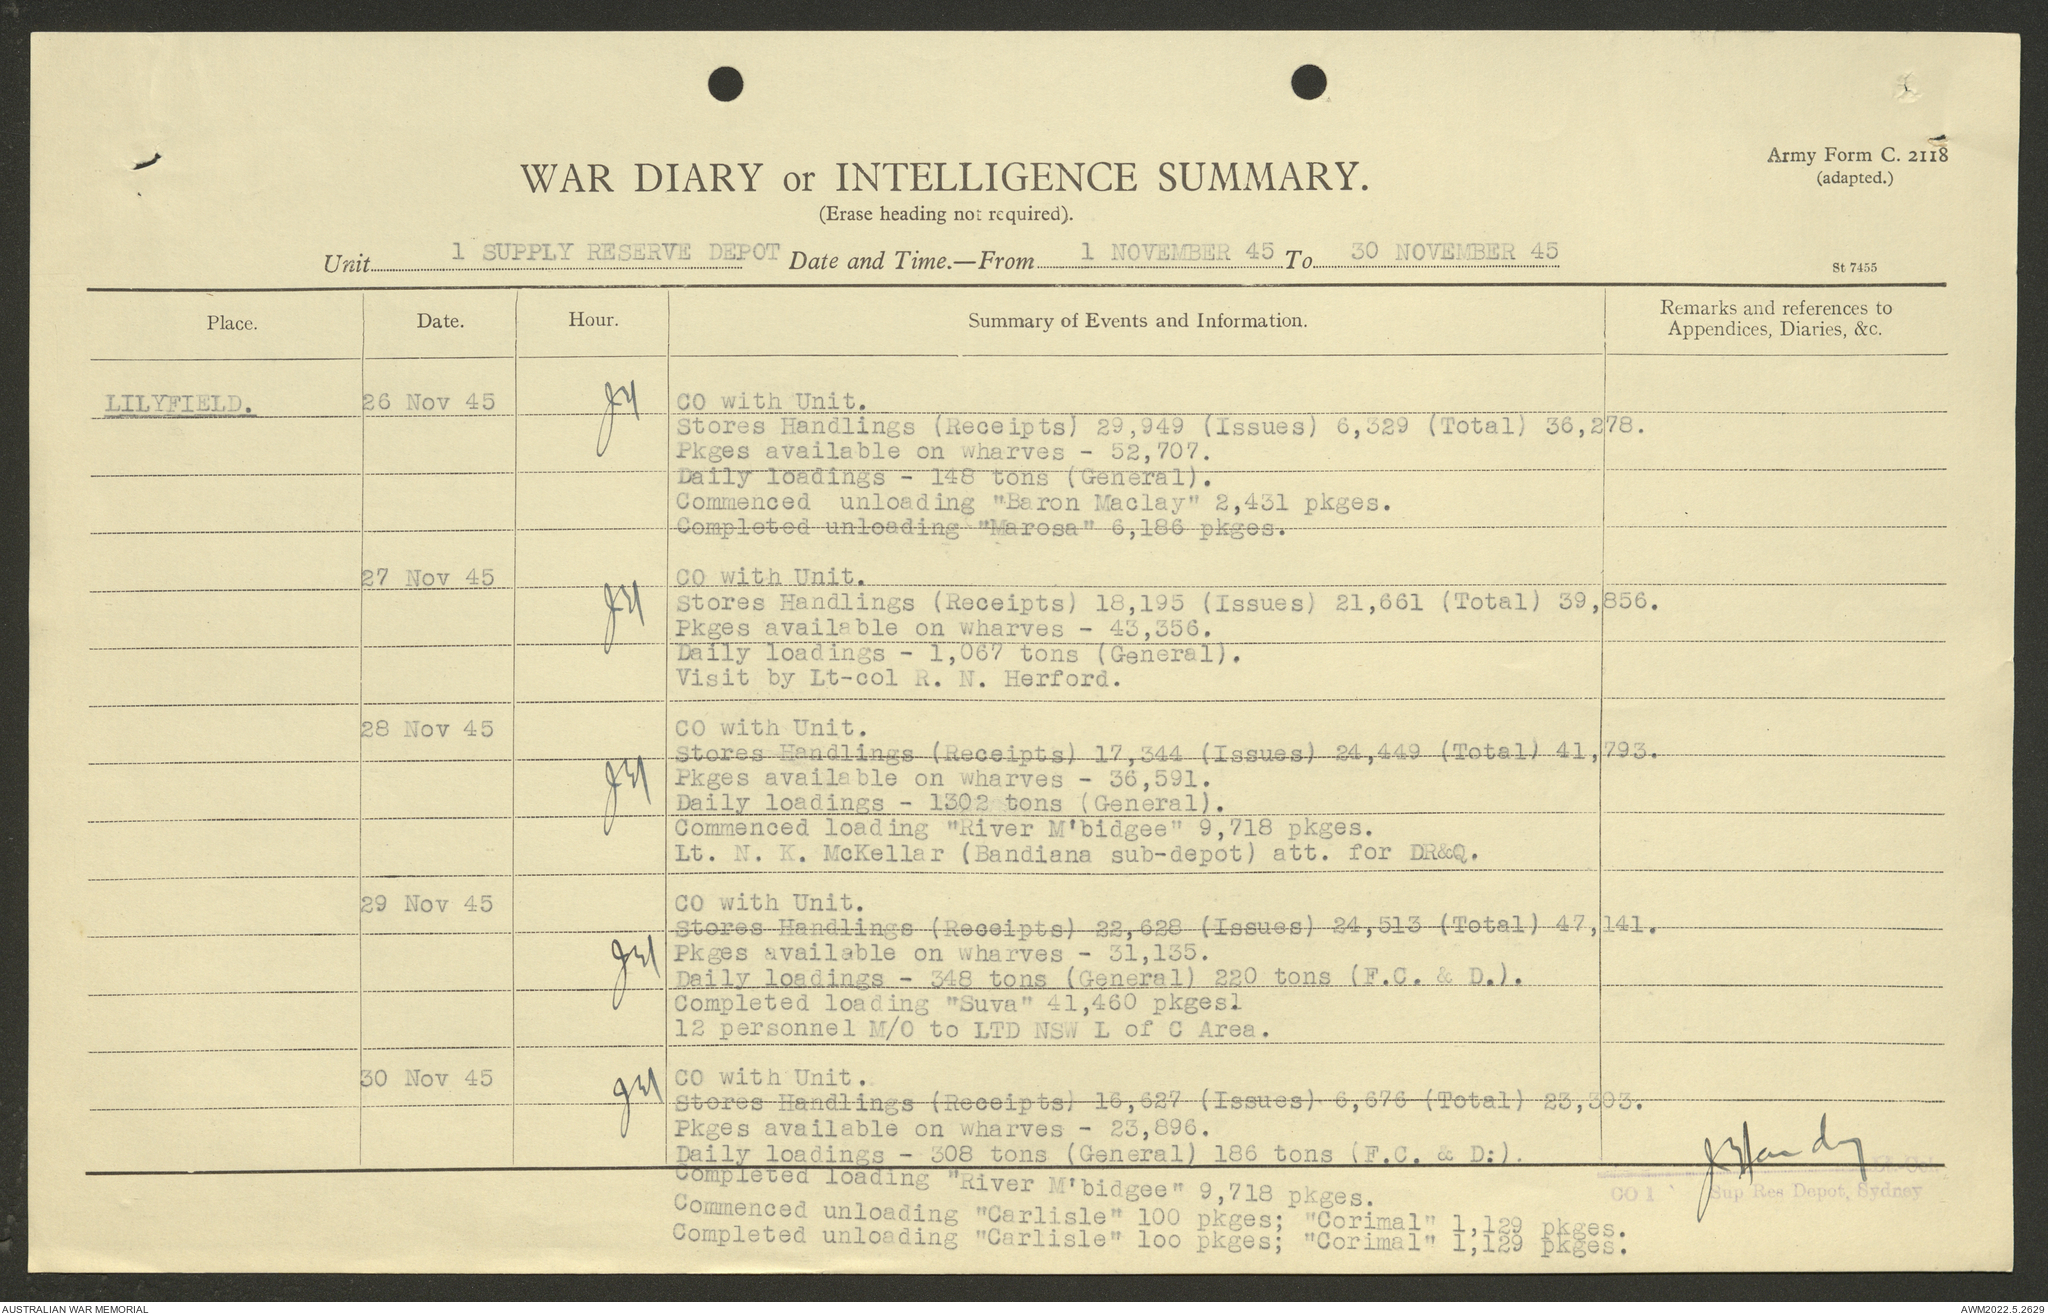 Army Form C. 2118
(adapted.)
WAR DIARY or INTELLIGENCE SUMMARY.
(Erase heading not required).
Unit 1 SUPPLY RESERVE DEPOT Date and Time.—From 1 NOVEMBER 45 To 30 NOVEMBER 45
St 7455
Place. Date. Hour. Summary of Events and Information. Remarks and references to
Appendices, Diaries, &c.
LILYFIELD. 26 Nov 45 CO with Unit.
Stores Handlings (Receipts) 29,949 (Issues) 6,329 (Total) 36,278.
Pkges available on wharves - 52,707.
Daily loadings - 148 tons (General).
Commenced unloading "Baron Maclay" 2,431 pkges.
Completed unloading "Marosa" 6,186 pkges.
27 Nov 45 CO with Unit.
Stores Handlings (Receipts) 18,195 (Issues) 21,661 (Total) 39,856.
Pkges available on wharves - 43,356.
Daily loadings - 1,067 tons (General).
Visit by Lt-col R. N. Herford.
28 Nov 45 CO with Unit.
Stores Handlings (Receipts) 17,344 (Issues) 24,449 (Total) 41,793.
Pkges available on wharves - 36,591.
Daily loadings - 1302 tons (General).
Commenced loading "River M'bidgee" 9,718 pkges.
Lt. N. K. McKellar (Bandiana sub-depot) att. for DR&Q.
29 Nov 45 CO with Unit.
Stores Handlings (Receipts) 22,628 (Issues) 24,513 (Total) 47,141.
Pkges available on wharves - 31,135.
Daily loadings - 348 tons (General) 220 tons (F.C. & D.).
Completed loading "Suva" 41,460 pkgesl
12 personnel M/O to LTD NSW L of C Area.
30 Nov 45 CO with Unit.
Stores Handlings (Receipts) 16,627 (Issues) 6,676 (Total) 23,303.
Pkges available on wharves - 23,896.
Daily loadings - 308 tons (General) 186 tons (F.C. & D:).
Completed loading "River M'bidgee" 9,718 pkges.
Commenced unloading "Carlisle" 100 pkges; "Corimal" 1,129 pkges.
Completed unloading "Carlisle" loo pkges; "Corimal" 1,129 pkges.
JHandy
Lt-Col
CO 1 Sup Res Depot, Sydney
AUSTRALIAN WAR MEMORIAL
AWM2022.5.2629